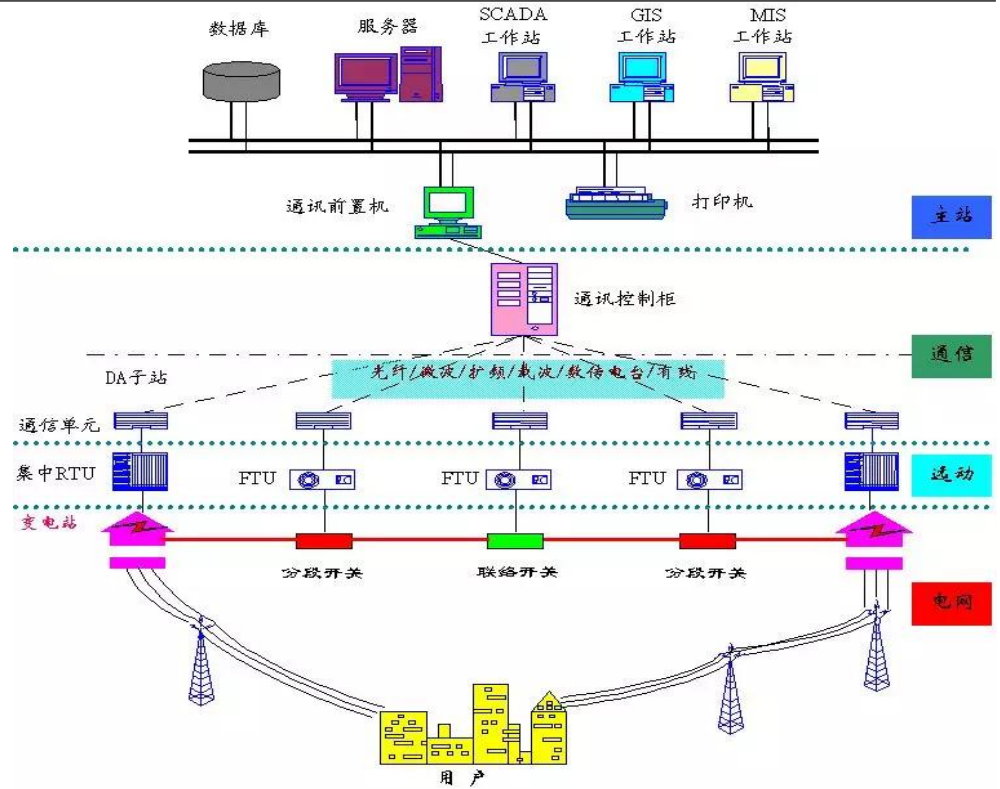 数据库
服务器
SCADA
工作站
GIS
工作站
MIS
工作站
通讯前置机
打印机
主站
通讯控制柜
通信
光纤/微波/扩频/载波/数传电台/有线
DA子站
通信单元
集中RTU
FTU
FTU
FTU
远动
变电站
分段开关
联络开关
分段开关
电网
用户